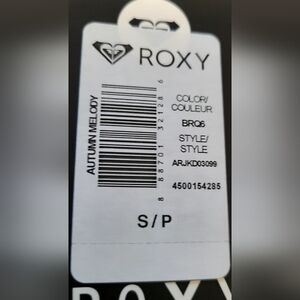 ROXY
AUTUMN MELODY
8 88701 32128 6
COLOR/
COULEUR
BRQ6
STYLE/
STYLE
ARJKD03099
4500154285
S/P
ROXY